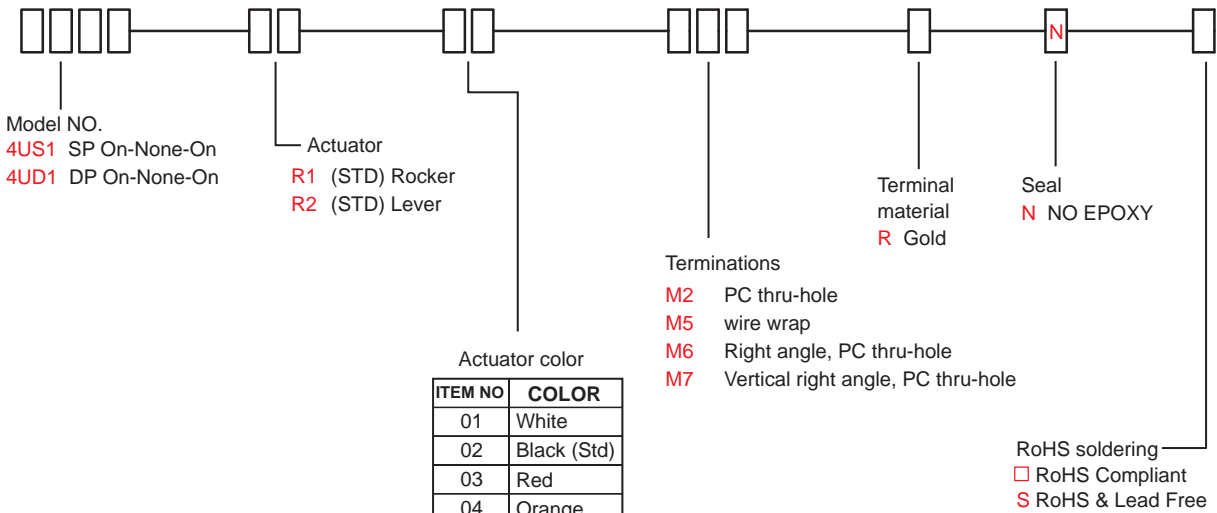 N
Model NO.
4US1 SP On-None-On
4UD1 DP On-None-On
Actuator
R1 (STD) Rocker
R2 (STD) Lever
Actuator color
ITEM NO COLOR
01 White
02 Black (Std)
03 Red
04 Orange
Terminations
M2 PC thru-hole
M5 wire wrap
M6 Right angle, PC thru-hole
M7 Vertical right angle, PC thru-hole
Terminal
material
R Gold
Seal
N NO EPOXY
RoHS soldering
□ RoHS Compliant
S RoHS & Lead Free